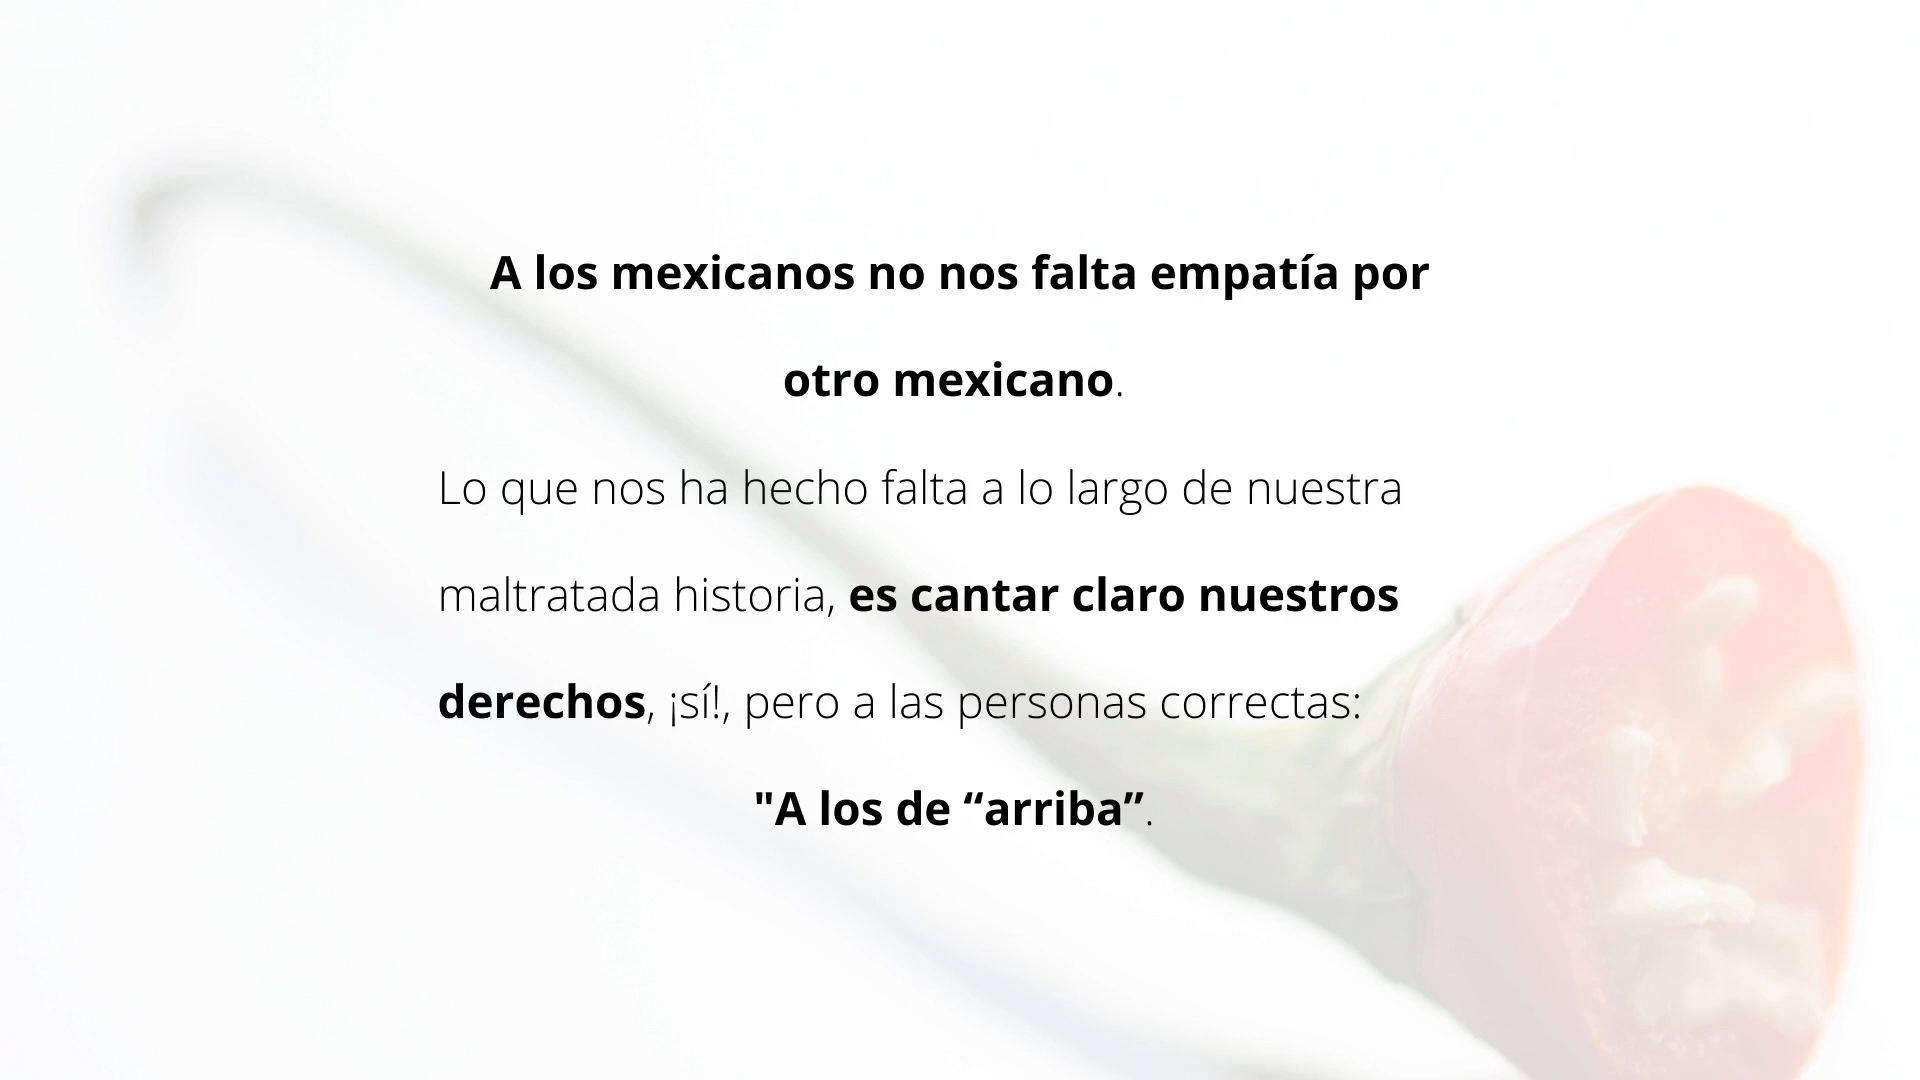 A los mexicanos no nos falta empatía por
otro mexicano.
Lo que nos ha hecho falta a lo largo de nuestra
maltratada historia, es cantar claro nuestros
derechos, ¡sí!, pero a las personas correctas:
"A los de “arriba”.